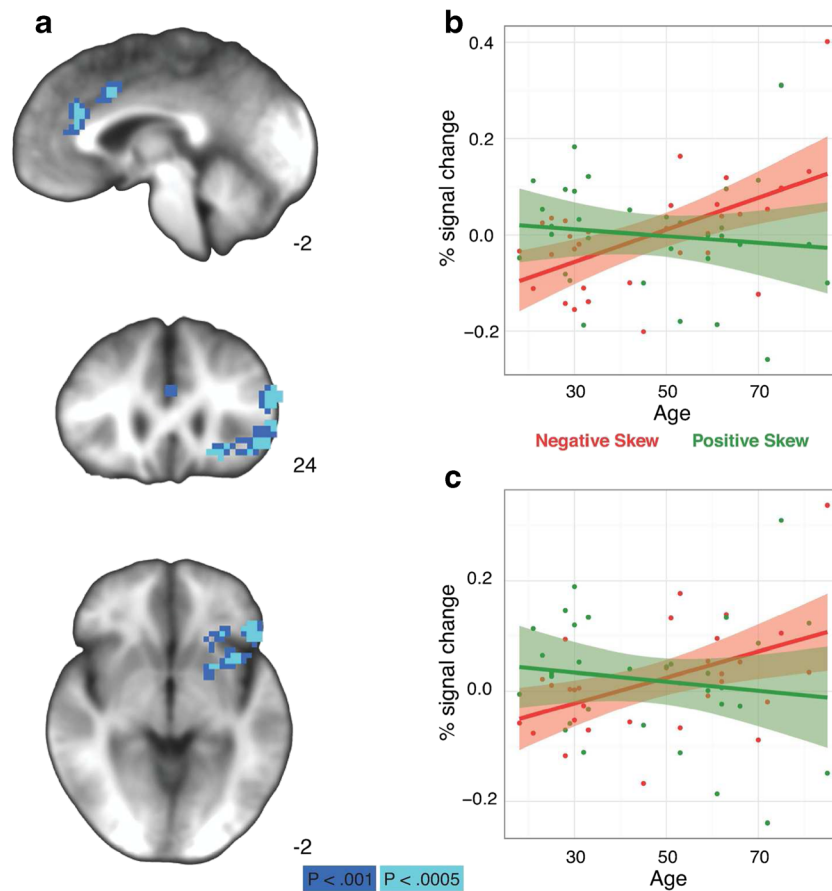 a
-2
24
-2
P < .001
P < .0005
b
0.4
0.2
0.0
−0.2
% signal change
30
50
70
Age
Negative Skew
Positive Skew
c
0.2
0.0
−0.2
% signal change
30
50
70
Age